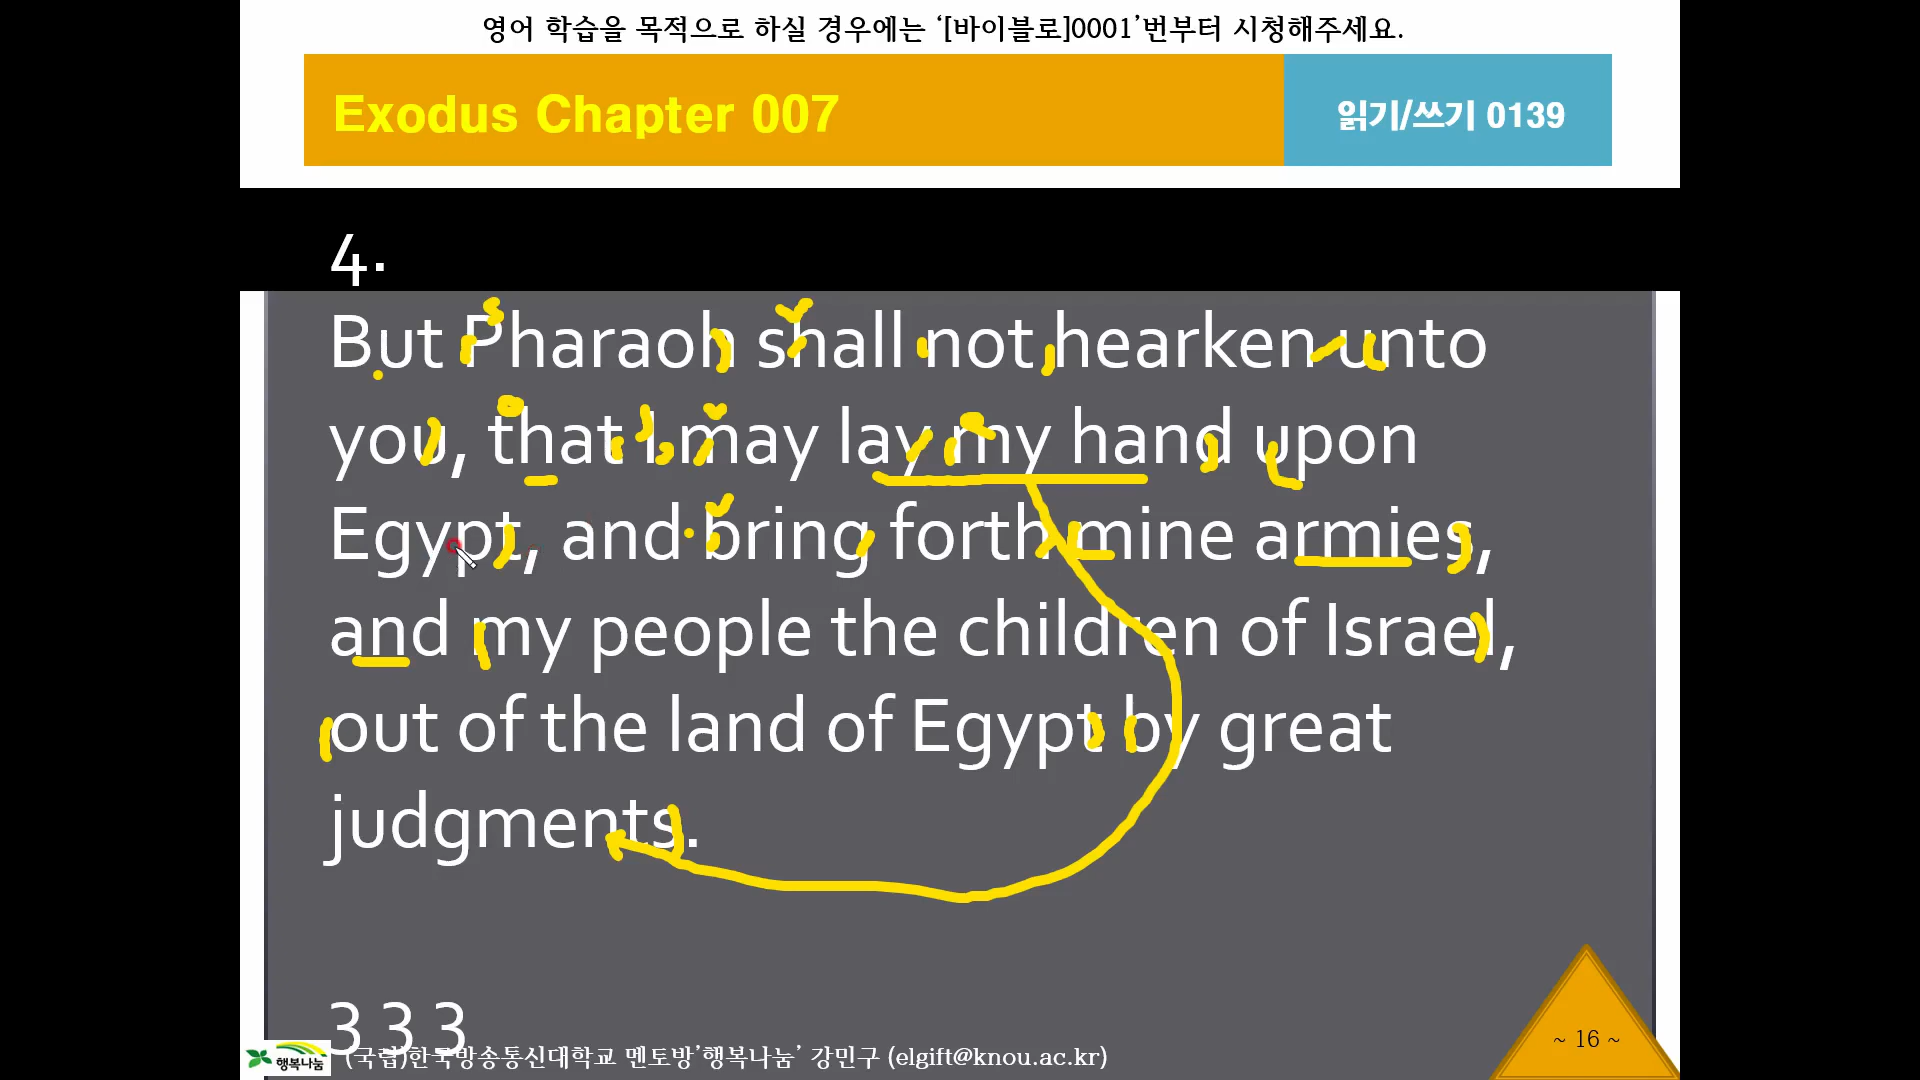 영어 학습을 목적으로 하실 경우에는 ‘[바이블로]0001’번부터 시청해주세요.
Exodus Chapter 007
읽기/쓰기 0139
4.
But Pharaoh shall not hearken unto
you, that I may lay my hand upon
Egypt, and bring forth mine armies,
and my people the children of Israel,
out of the land of Egypt by great
judgments.
3 3 3
~ 16 ~
행복나눔
(국립)한국방송통신대학교 멘토방’행복나눔’ 강민구 (elgift@knou.ac.kr)